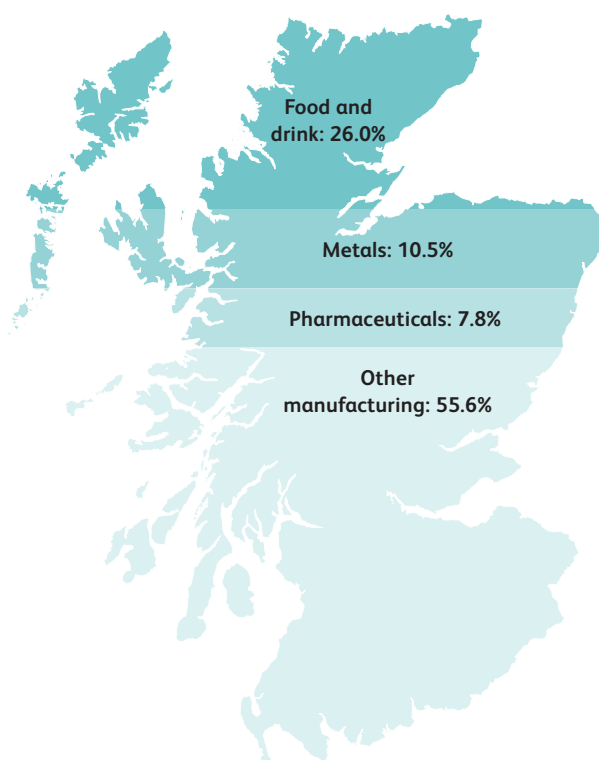 Food and
drink: 26.0%
Metals: 10.5%
Pharmaceuticals: 7.8%
Other
manufacturing: 55.6%